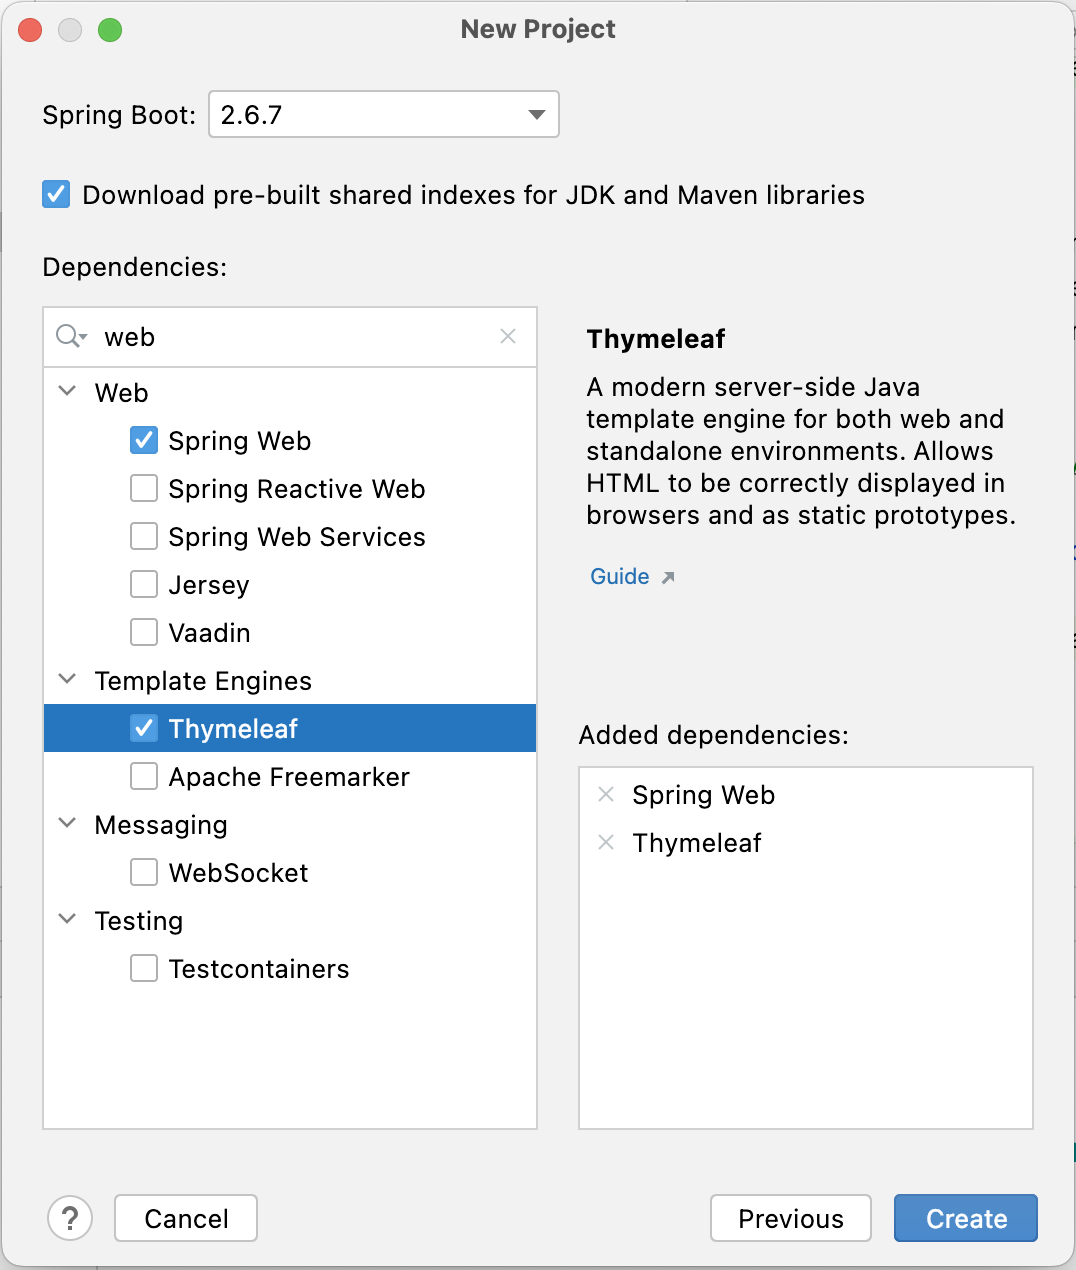 New Project
Spring Boot: 2.6.7
Download pre-built shared indexes for JDK and Maven libraries
Dependencies:
web
Web
Spring Web
Spring Reactive Web
Spring Web Services
Jersey
Vaadin
Template Engines
Thymeleaf
Apache Freemarker
Messaging
WebSocket
Testing
Testcontainers
Thymeleaf
A modern server-side Java
template engine for both web and
standalone environments. Allows
HTML to be correctly displayed in
browsers and as static prototypes.
Guide
Added dependencies:
Spring Web
Thymeleaf
?
Cancel
Previous
Create